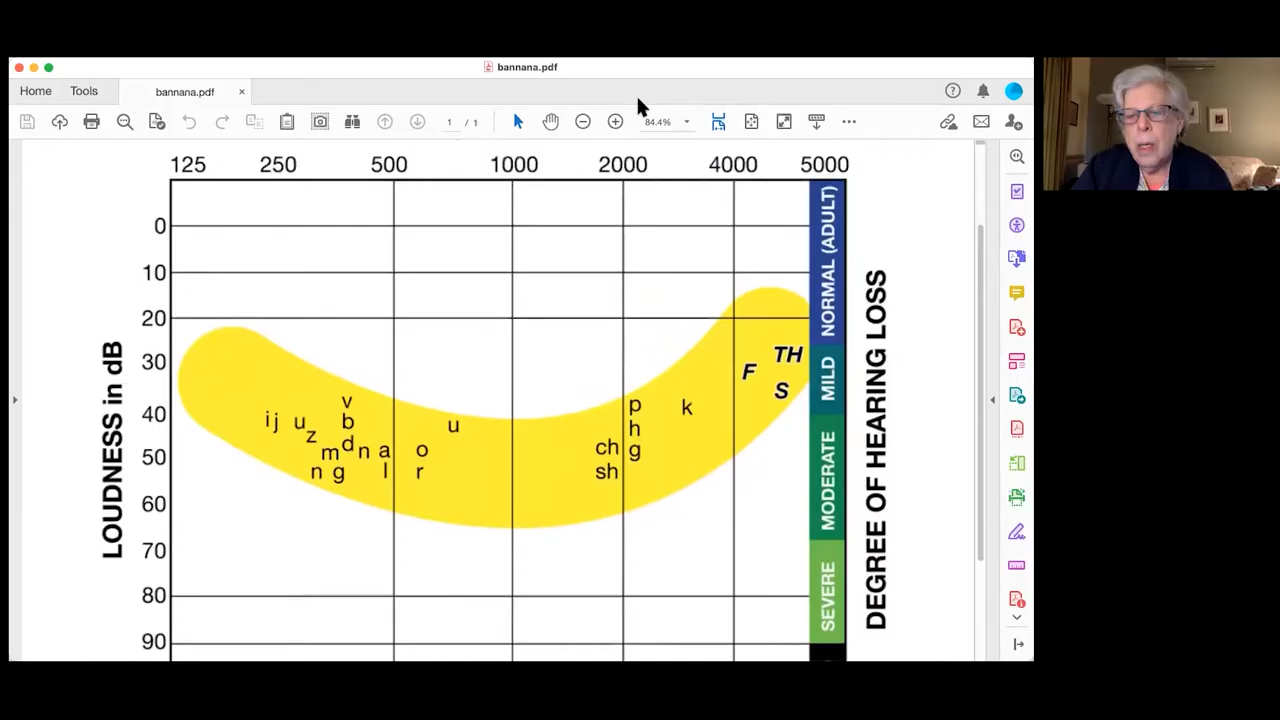 bannana.pdf
Home Tools bannana.pdf ×
1 / 1 84.4%
125 250 500 1000 2000 4000 5000
0
10
20
30
40
50
60
70
80
90
LOUDNESS in dB
i j u z v b m d n a
n g l
o
r
u
p
h
ch g
sh
k
F TH
S
NORMAL (ADULT)
MILD
MODERATE
SEVERE
DEGREE OF HEARING LOSS